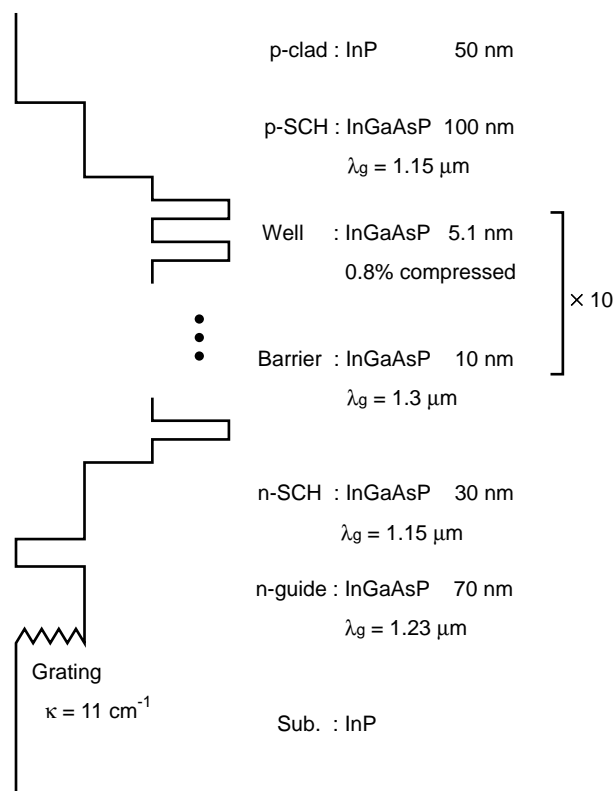 p-clad : InP 50 nm
p-SCH : InGaAsP 100 nm
λg = 1.15 μm
Well : InGaAsP 5.1 nm
0.8% compressed
× 10
Barrier : InGaAsP 10 nm
λg = 1.3 μm
n-SCH : InGaAsP 30 nm
λg = 1.15 μm
n-guide : InGaAsP 70 nm
λg = 1.23 μm
Grating
κ = 11 cm⁻¹
Sub. : InP